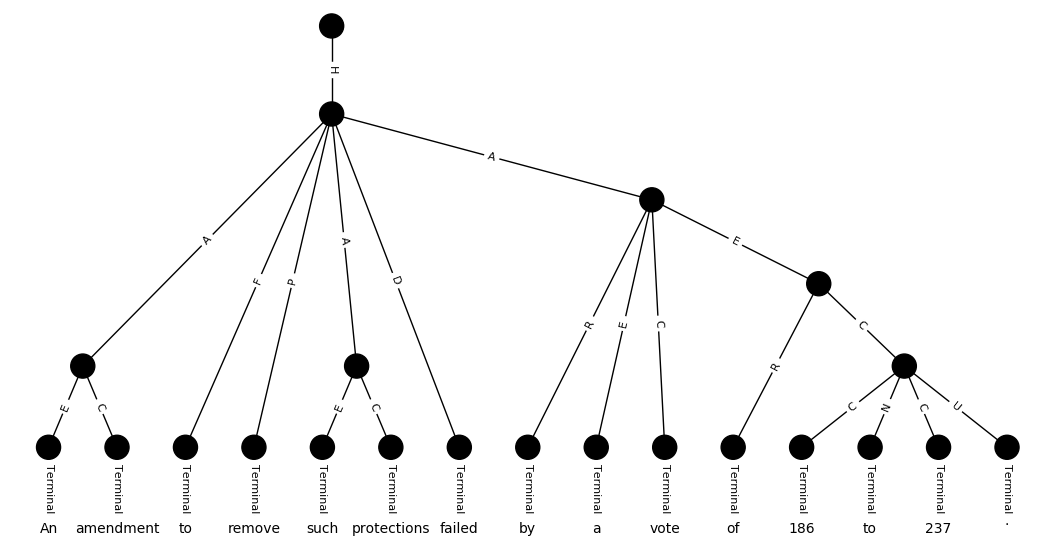 H
A
A
F
P
A
D
E
R
E
C
R
C
E
C
E
C
C
N
C
U
Terminal Terminal Terminal Terminal Terminal Terminal Terminal Terminal Terminal Terminal Terminal Terminal Terminal Terminal Terminal
An amendment to remove such protections failed by a vote of 186 to 237 .